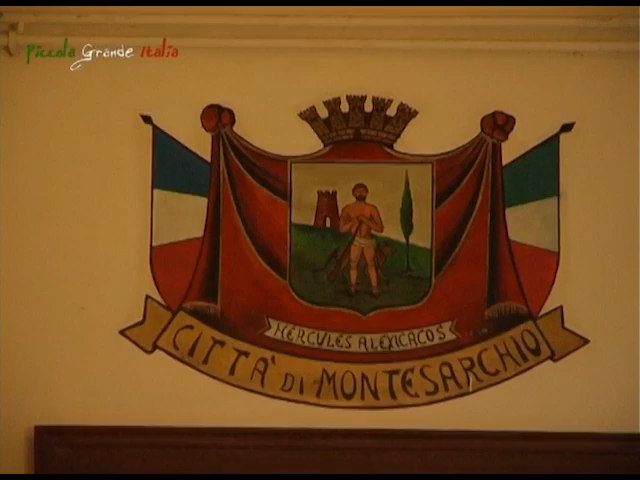 Piccola Grande Italia
HERCULES ALEXICACOS
CITTA' DI MONTESARCHIO